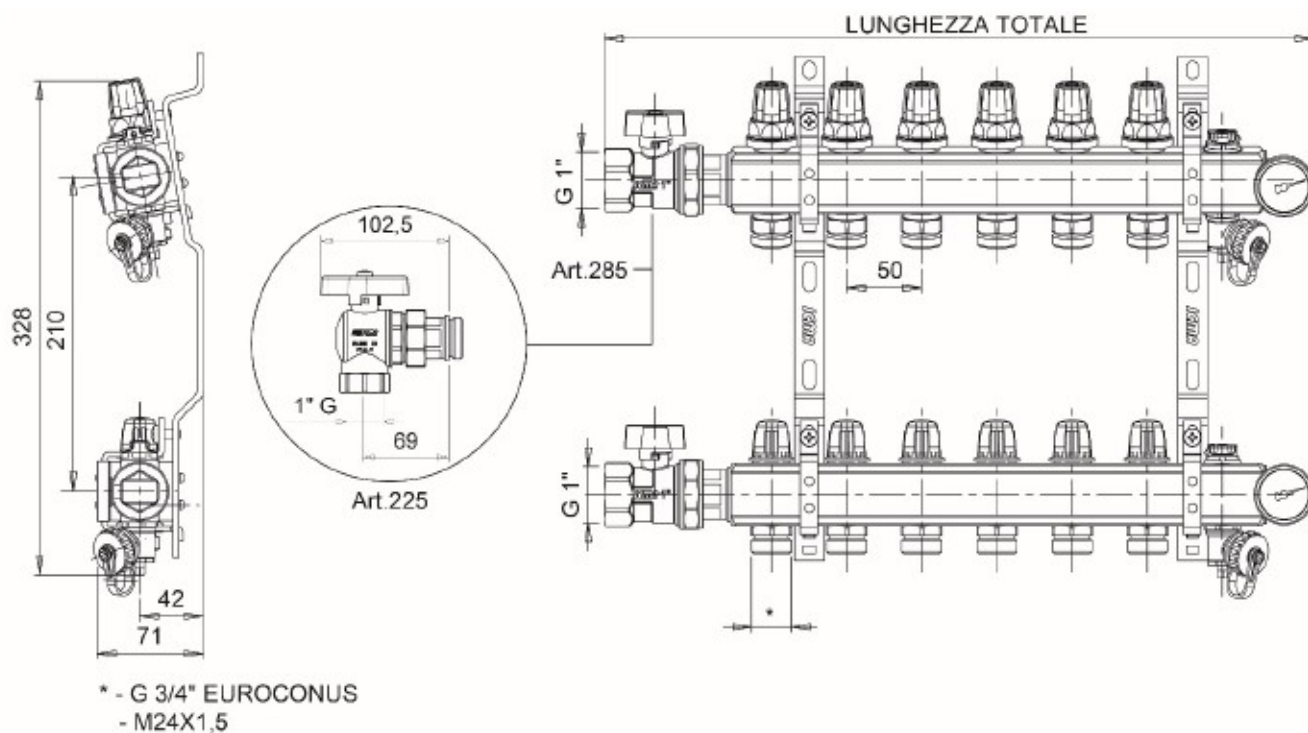 LUNGHEZZA TOTALE
328
210
42
71
102,5
1" G
69
Art.225
G 1"
Art.285
50
G 1"
*
* - G 3/4" EUROCONUS
- M24X1,5